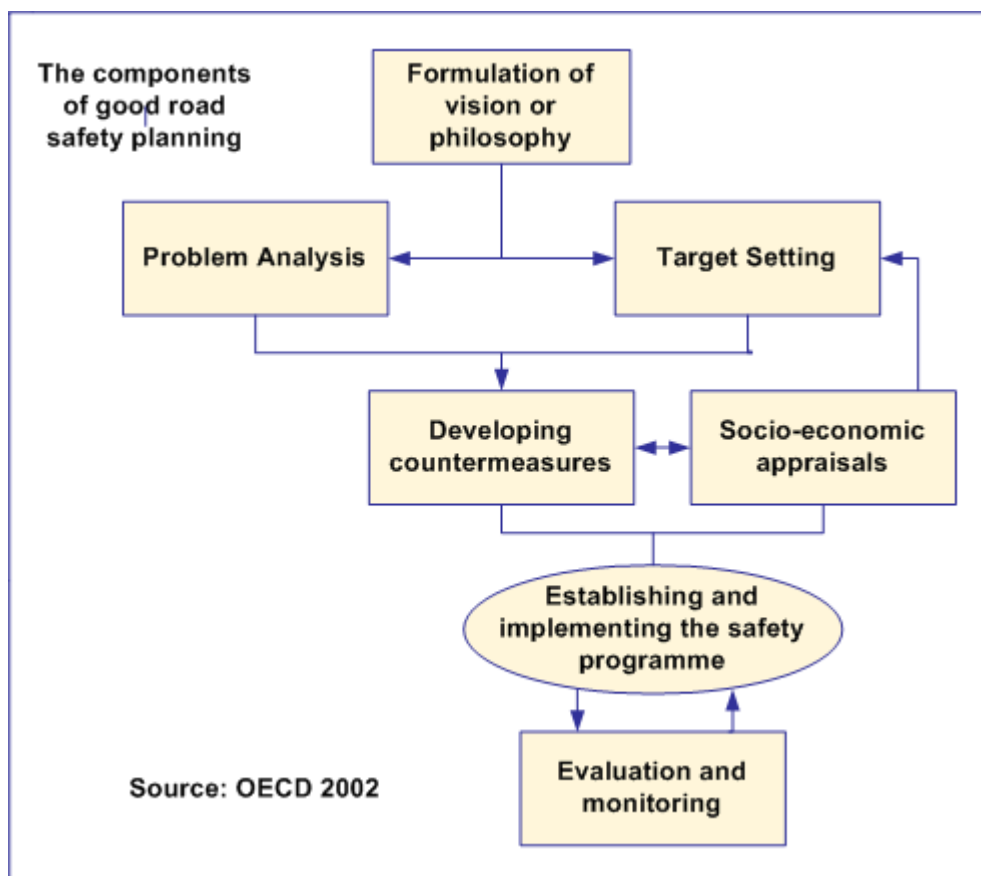 The components
of good road
safety planning
Formulation of
vision or
philosophy
Problem Analysis
Target Setting
Developing
countermeasures
Socio-economic
appraisals
Establishing and
implementing the safety
programme
Evaluation and
monitoring
Source: OECD 2002